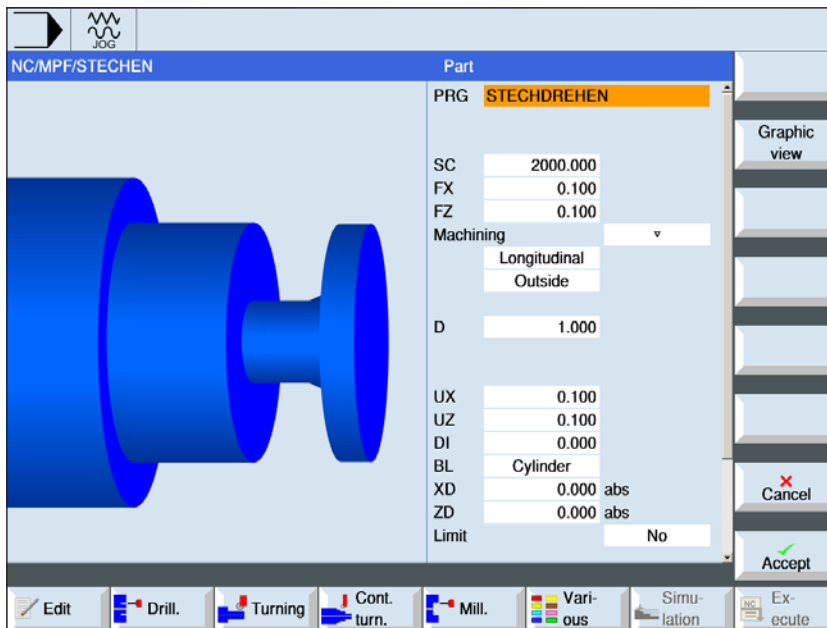 JOG
NC/MPF/STECHEN
Part
PRG STECHDREHEN
SC 2000.000
FX 0.100
FZ 0.100
Machining ▿
Longitudinal
Outside
D 1.000
UX 0.100
UZ 0.100
DI 0.000
BL Cylinder
XD 0.000 abs
ZD 0.000 abs
Limit No
Graphic
view
Cancel
Accept
Edit
Drill.
Turning
Cont.
turn.
Mill.
Vari-
ous
Simu-
lation
NC
Ex-
ecute